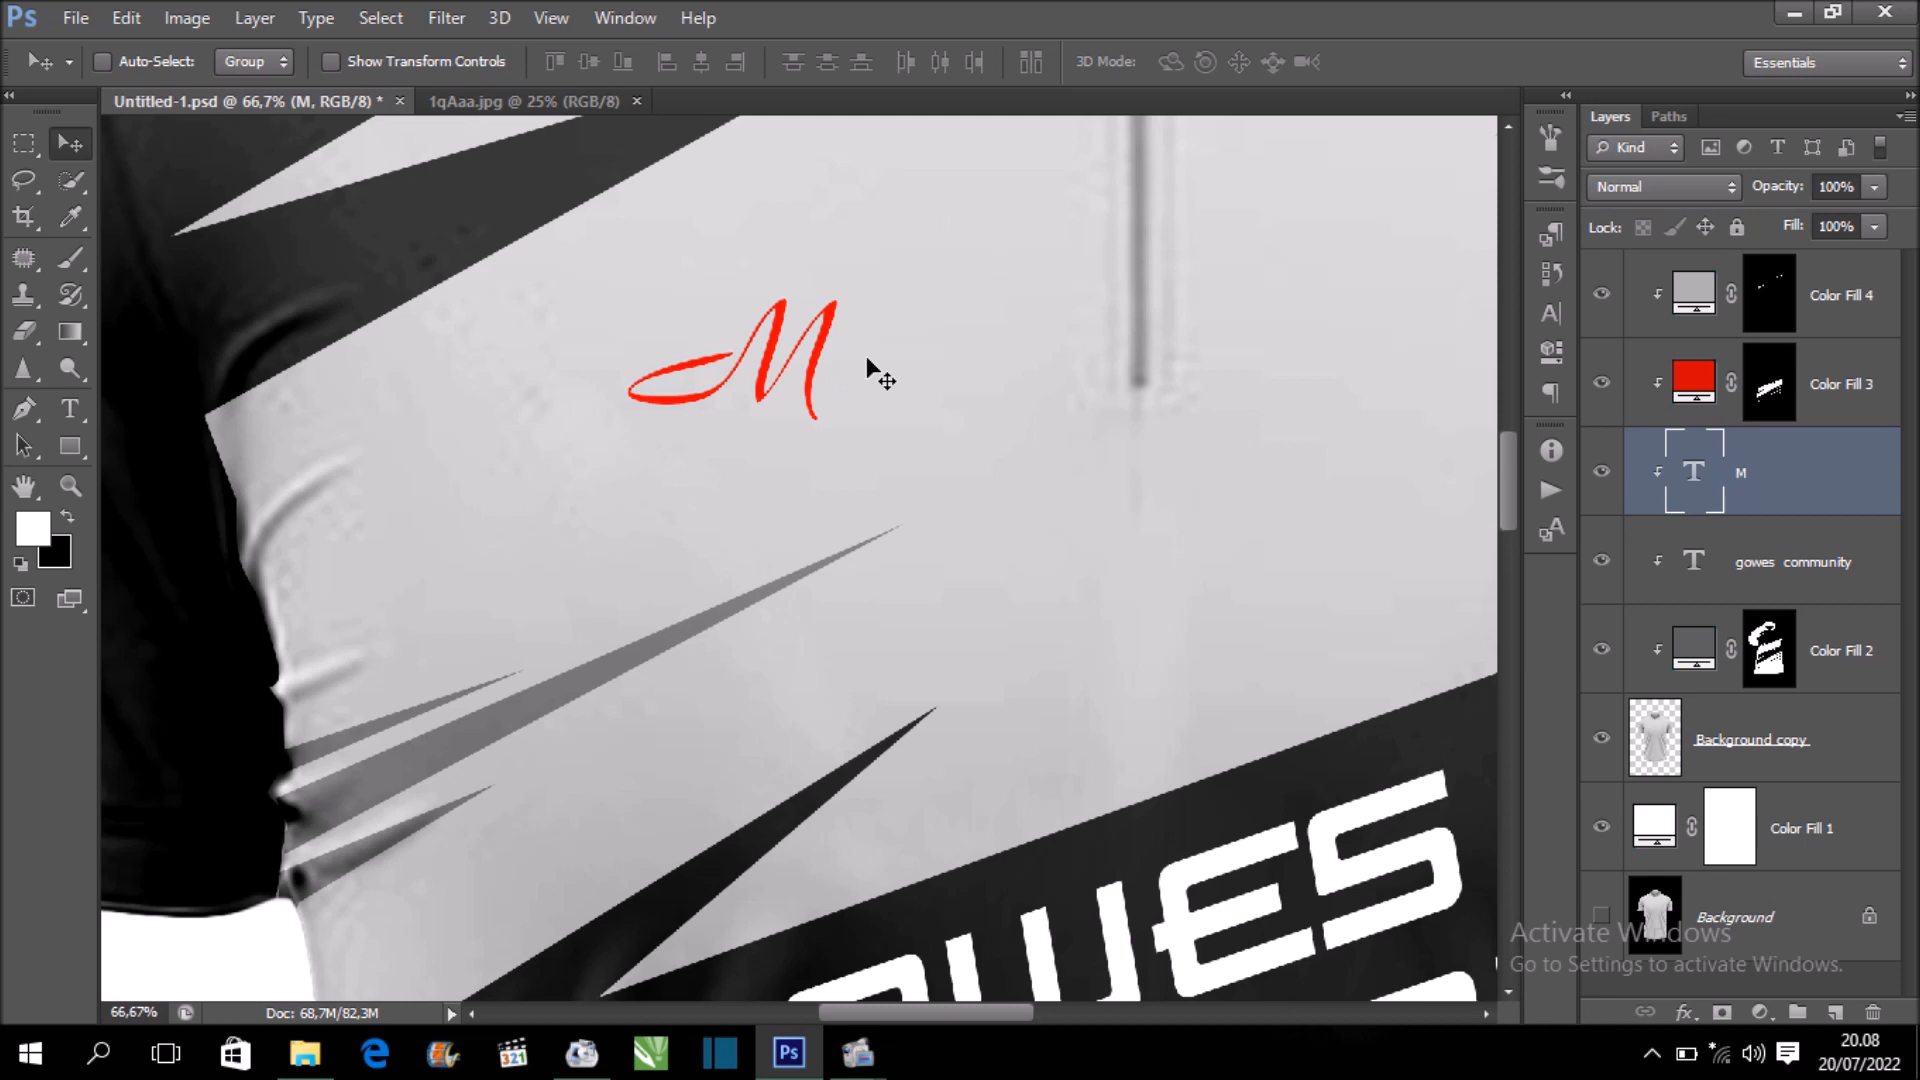 Ps File Edit Image Layer Type Select Filter 3D View Window Help
Auto-Select: Group Show Transform Controls 3D Mode: Essentials
Untitled-1.psd @ 66,7% (M, RGB/8) * × 1qAaa.jpg @ 25% (RGB/8) ×
Layers Paths
Kind
Normal Opacity: 100%
Lock: Fill: 100%
Color Fill 4
M
Color Fill 3
M
gowes community
Color Fill 2
Background copy
Color Fill 1
WES
Background
Activate Windows
Go to Settings to activate Windows.
66,67% Doc: 68,7M/82,3M
fx
321
Ps
20.08
20/07/2022